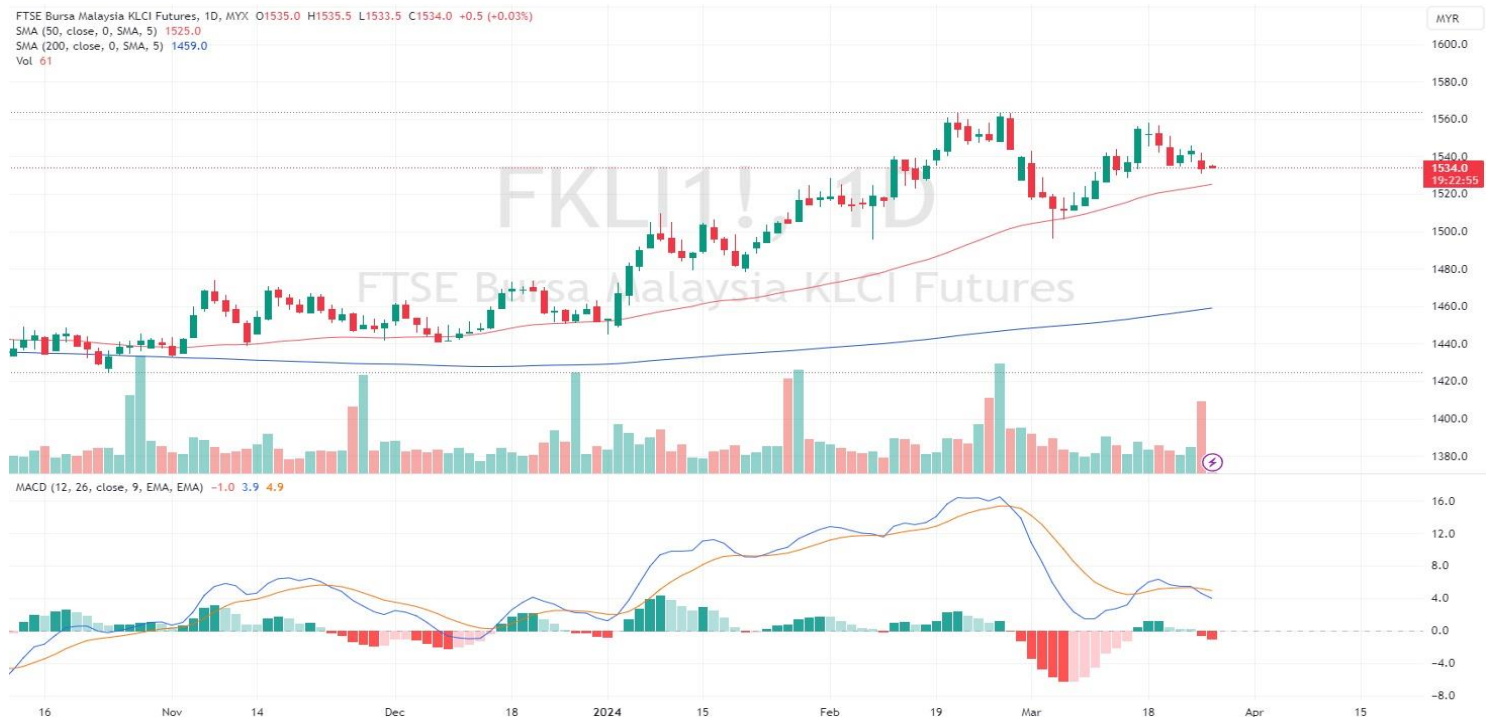 FTSE Bursa Malaysia KLCI Futures, 1D, MYX O1535.0 H1535.5 L1533.5 C1534.0 +0.5 (+0.03%)
SMA (50, close, 0, SMA, 5) 1525.0
SMA (200, close, 0, SMA, 5) 1459.0
Vol 61
MYR
1600.0
1580.0
1560.0
1540.0
1534.0
19:22:55
1520.0
1500.0
1480.0
1460.0
1440.0
1420.0
1400.0
1380.0
FKLI1!, 1D
FTSE Bursa Malaysia KLCI Futures
MACD (12, 26, close, 9, EMA, EMA) −1.0 3.9 4.9
16.0
12.0
8.0
4.0
0.0
−4.0
−8.0
16 Nov 14 Dec 18 2024 15 Feb 19 Mar 18 Apr 15